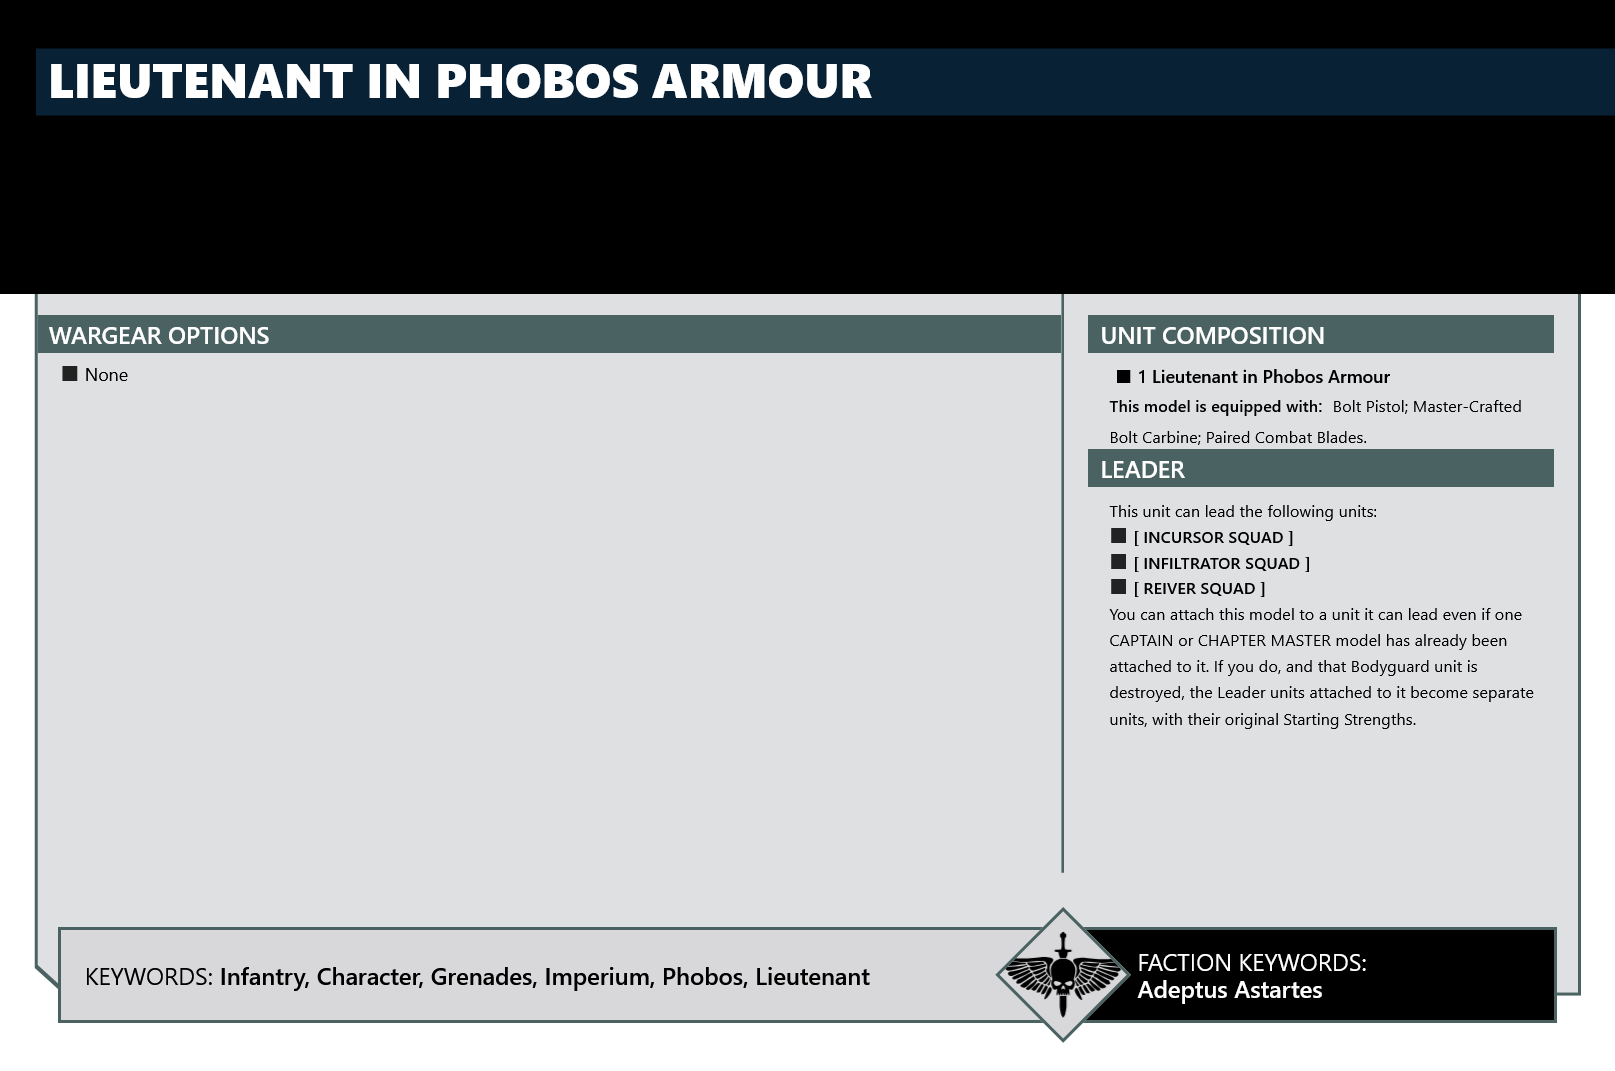 LIEUTENANT IN PHOBOS ARMOUR
WARGEAR OPTIONS
None
UNIT COMPOSITION
1 Lieutenant in Phobos Armour
This model is equipped with: Bolt Pistol; Master-Crafted
Bolt Carbine; Paired Combat Blades.
LEADER
This unit can lead the following units:
[ INCURSOR SQUAD ]
[ INFILTRATOR SQUAD ]
[ REIVER SQUAD ]
You can attach this model to a unit it can lead even if one
CAPTAIN or CHAPTER MASTER model has already been
attached to it. If you do, and that Bodyguard unit is
destroyed, the Leader units attached to it become separate
units, with their original Starting Strengths.
KEYWORDS: Infantry, Character, Grenades, Imperium, Phobos, Lieutenant
FACTION KEYWORDS:
Adeptus Astartes